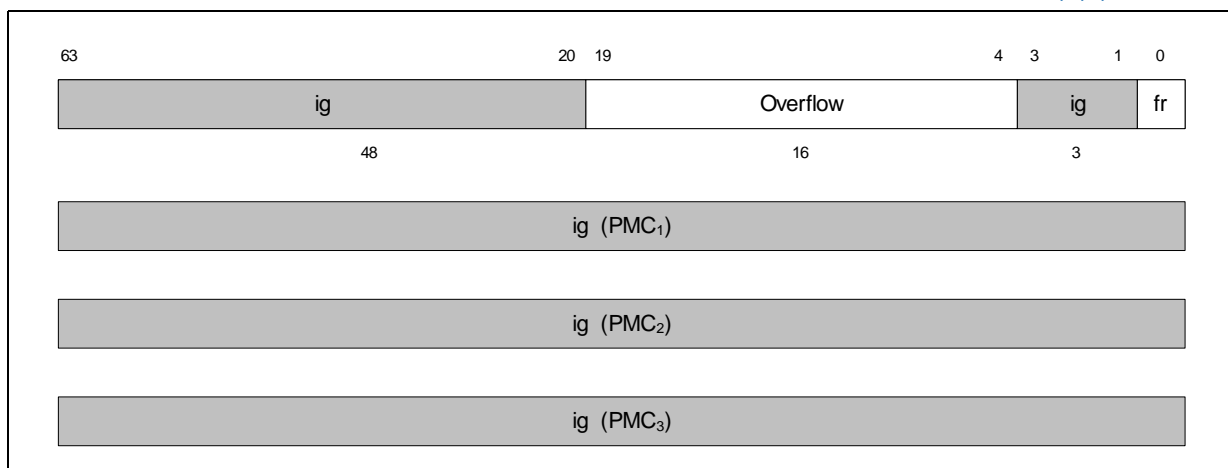 63 20 19 4 3 1 0
ig Overflow ig fr
48 16 3
ig (PMC1)
ig (PMC2)
ig (PMC3)